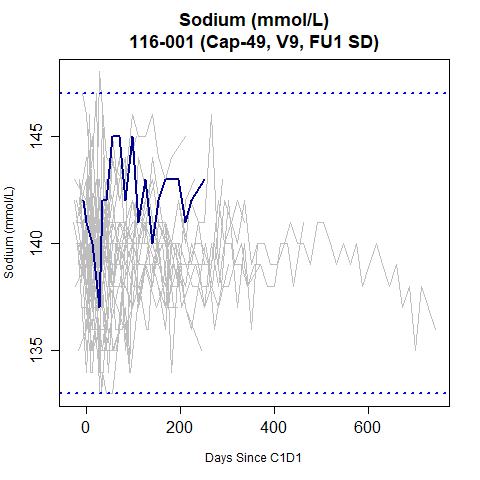 Sodium (mmol/L)
116-001 (Cap-49, V9, FU1 SD)
Sodium (mmol/L)
145
140
135
0
200
400
600
Days Since C1D1